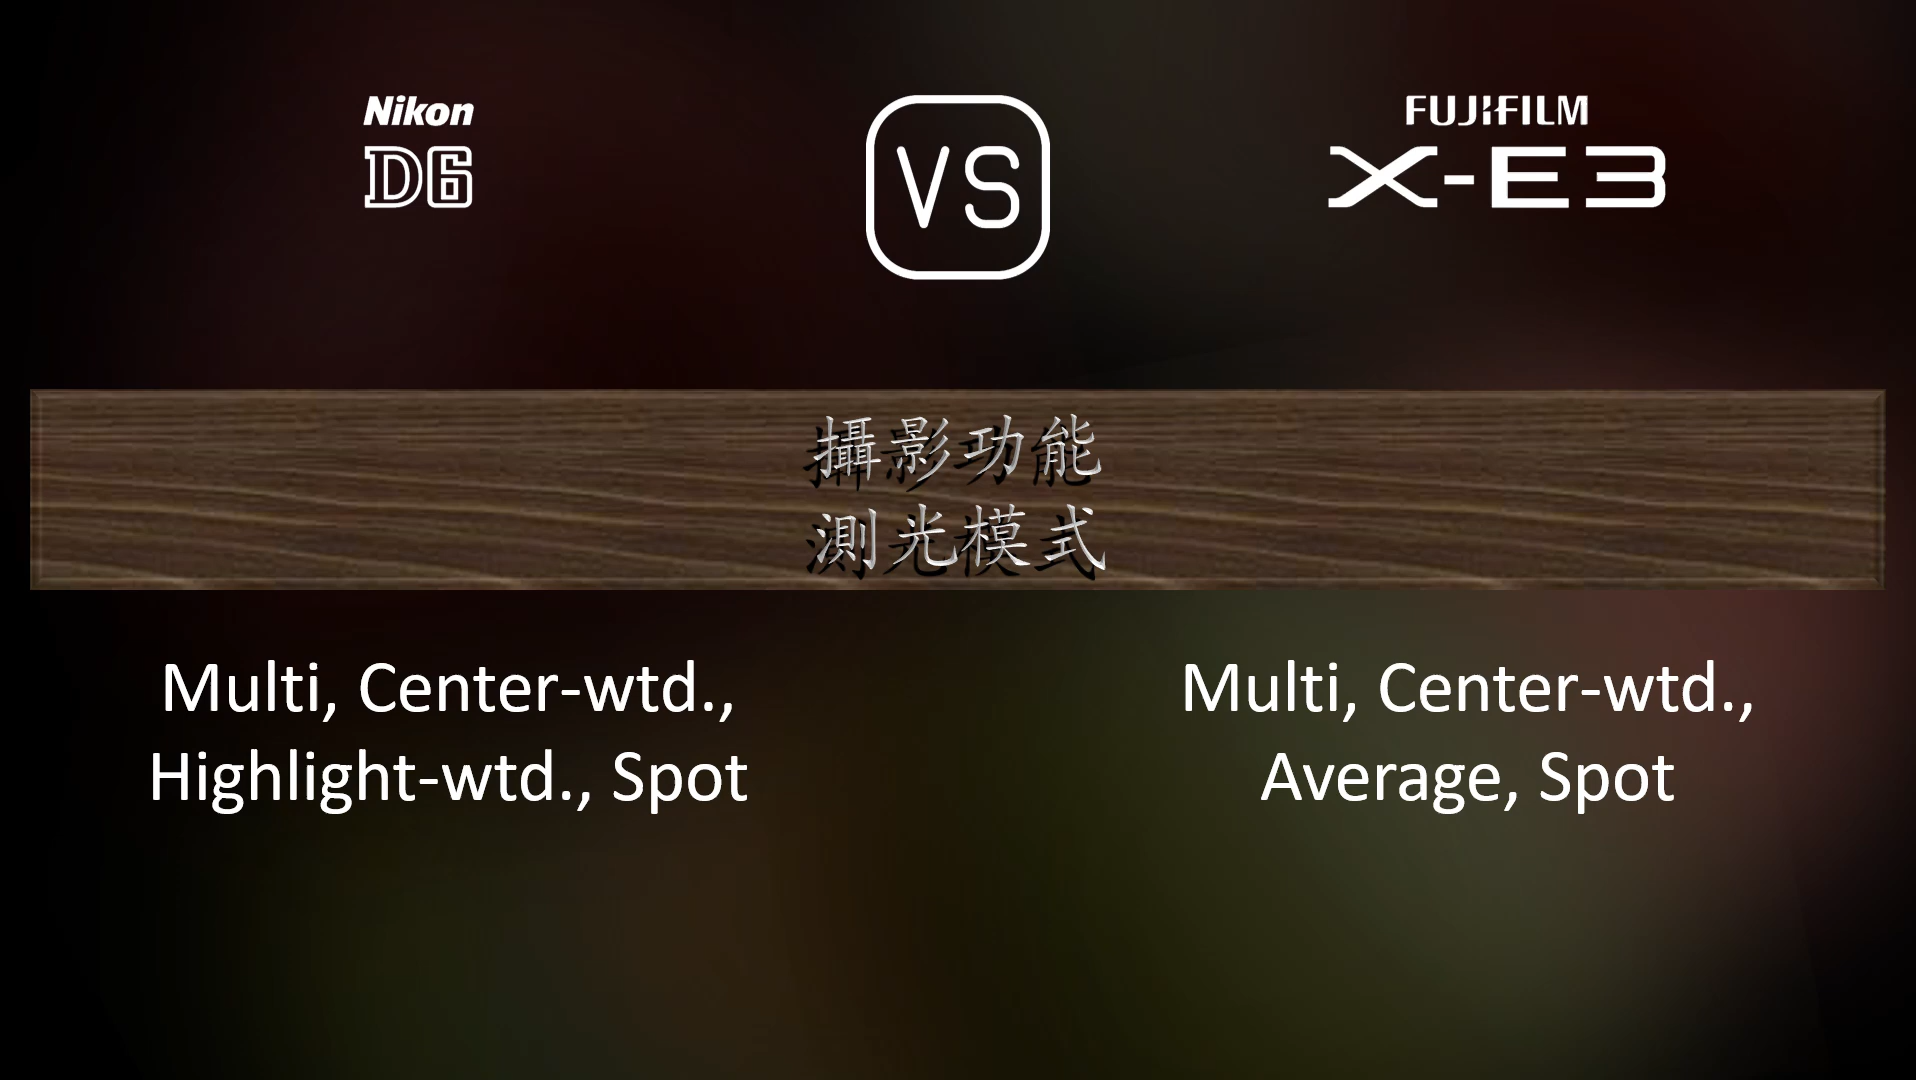 Nikon
D6
VS
FUJIFILM
X-E3
攝影功能
測光模式
Multi, Center-wtd.,
Highlight-wtd., Spot
Multi, Center-wtd.,
Average, Spot